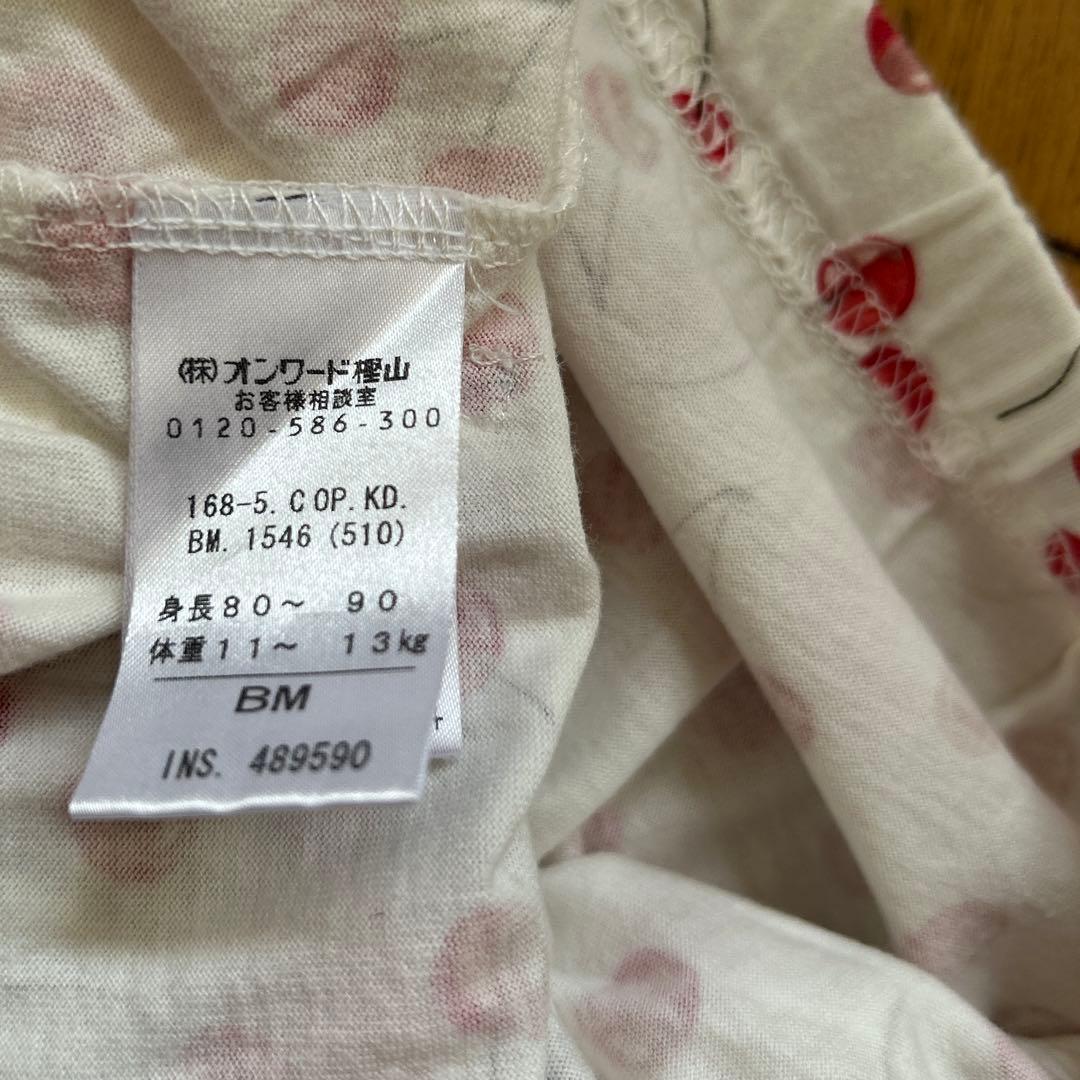 (株)オンワード樫山
お客様相談室
0120-586-300
168-5. C OP. KD.
BM. 1546 (510)
身長80〜 90
体重11〜 13kg
BM
INS. 489590